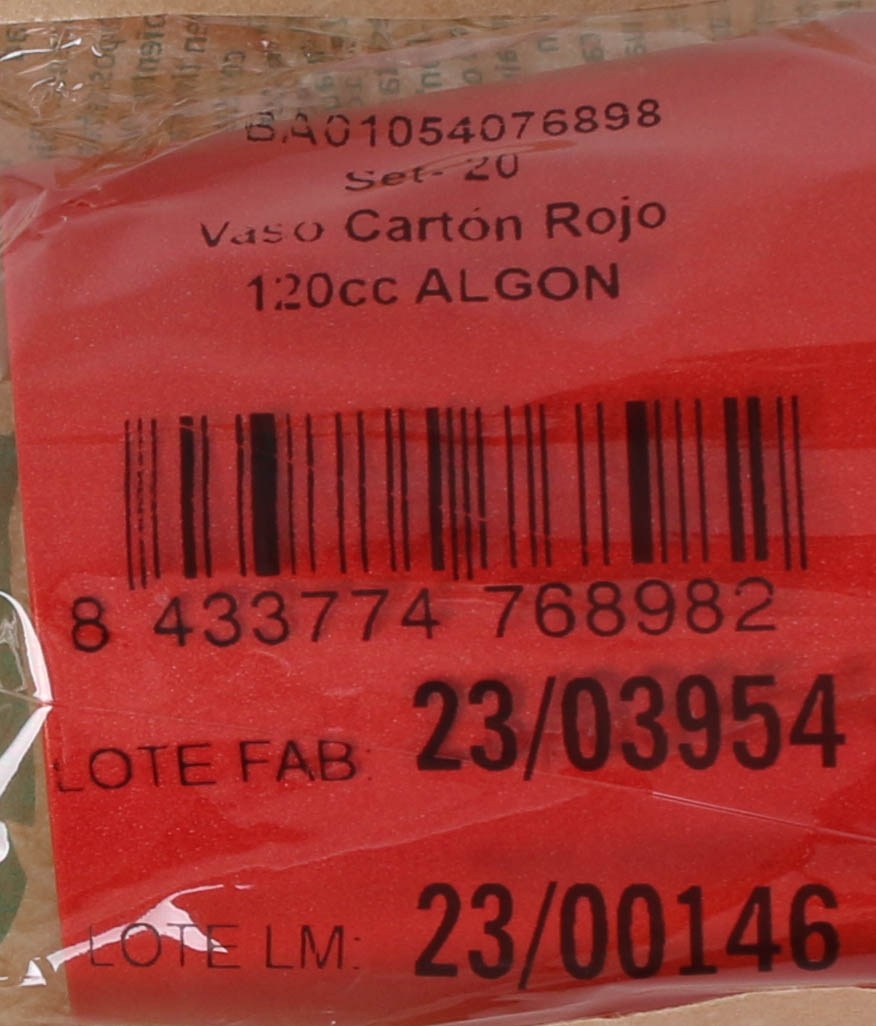 BA01054076898
Set- 20
Vaso Cartón Rojo
120cc ALGON
8 433774 768982
LOTE FAB: 23/03954
LOTE LM: 23/00146